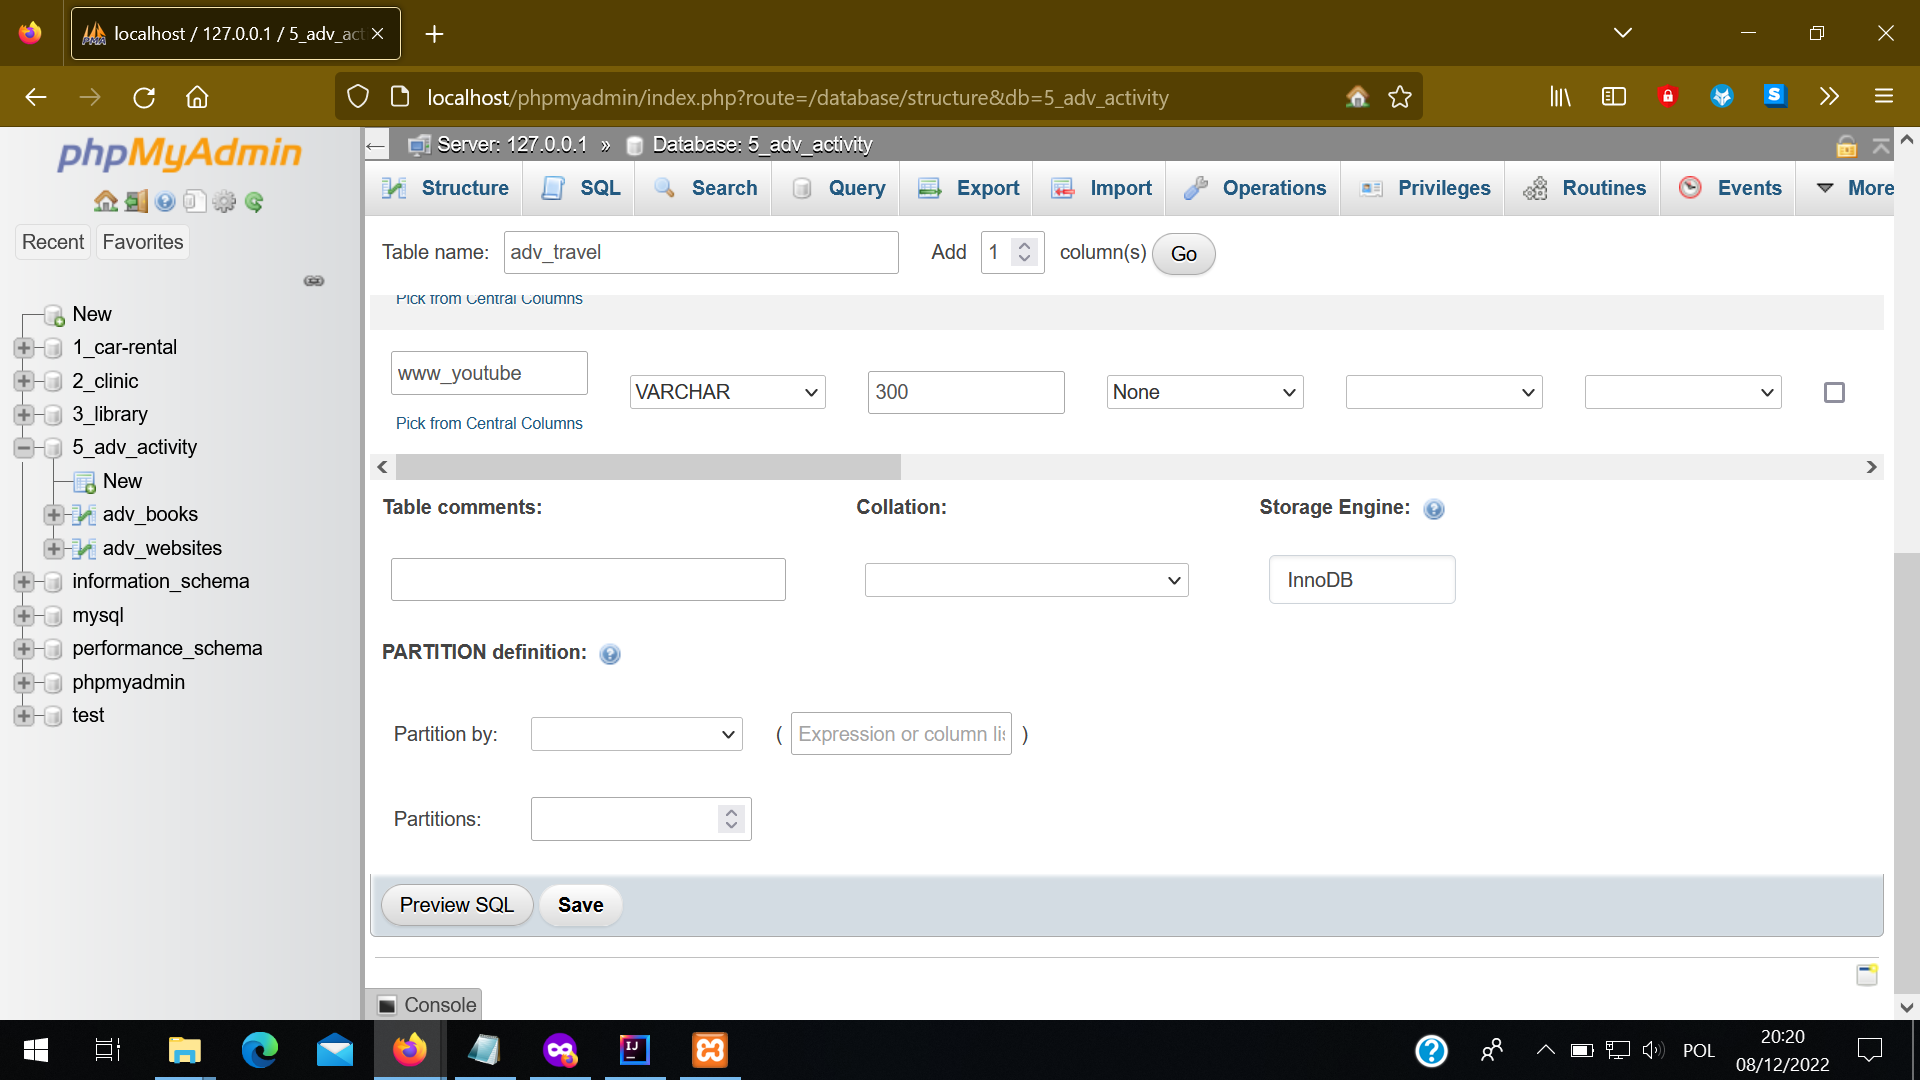 localhost / 127.0.0.1 / 5_adv_act
localhost/phpmyadmin/index.php?route=/database/structure&db=5_adv_activity
phpMyAdmin
Recent
Favorites
New
1_car-rental
2_clinic
3_library
5_adv_activity
New
adv_books
adv_websites
information_schema
mysql
performance_schema
phpmyadmin
test
Server: 127.0.0.1 » Database: 5_adv_activity
Structure SQL Search Query Export Import Operations Privileges Routines Events More
Table name: adv_travel Add 1 column(s) Go
Pick from Central Columns
www_youtube VARCHAR 300 None
Pick from Central Columns
Table comments: Collation: Storage Engine:
InnoDB
PARTITION definition:
Partition by: ( Expression or column lis )
Partitions:
Preview SQL Save
Console
POL
20:20
08/12/2022